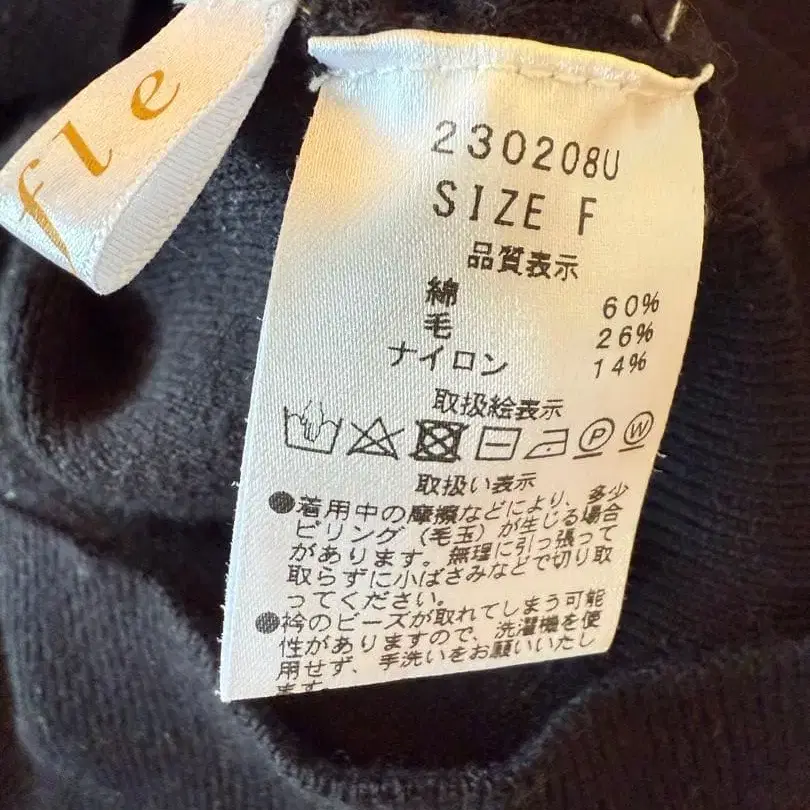 fle
230208U
SIZE F
品質表示
綿 60%
毛 26%
ナイロン 14%
取扱絵表示
P W
取扱い表示
●着用中の摩擦などにより、多少
ピリング（毛玉）が生じる場合
があります。無理に引っ張って
取らずに小ばさみなどで切り取
ってください。
●衿のビーズが取れてしまう可能
性がありますので、洗濯機を使
用せず、手洗いをお願いいたし
ます